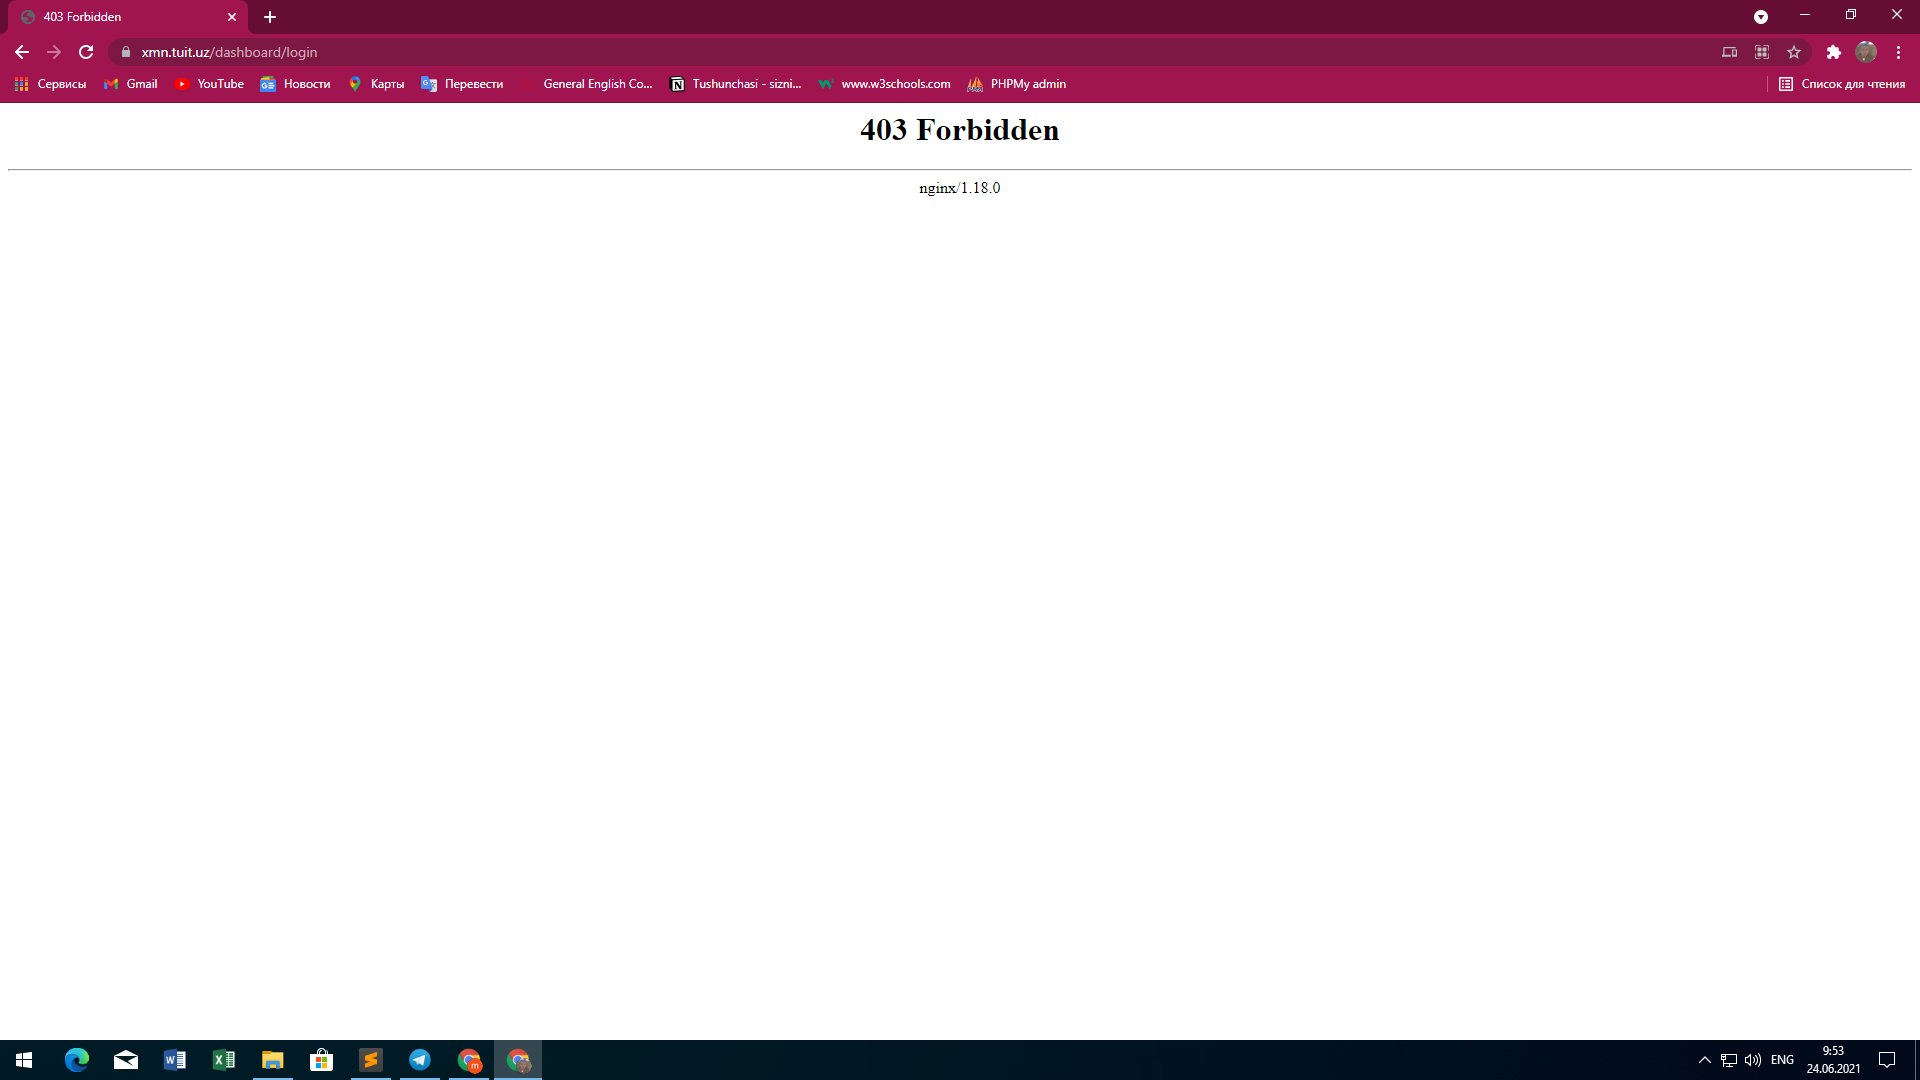 403 Forbidden
xmn.tuit.uz/dashboard/login
Сервисы Gmail YouTube Новости Карты Перевести General English Co... Tushunchasi - sizni... www.w3schools.com PHPMy admin Список для чтения
403 Forbidden
nginx/1.18.0
ENG
9:53
24.06.2021